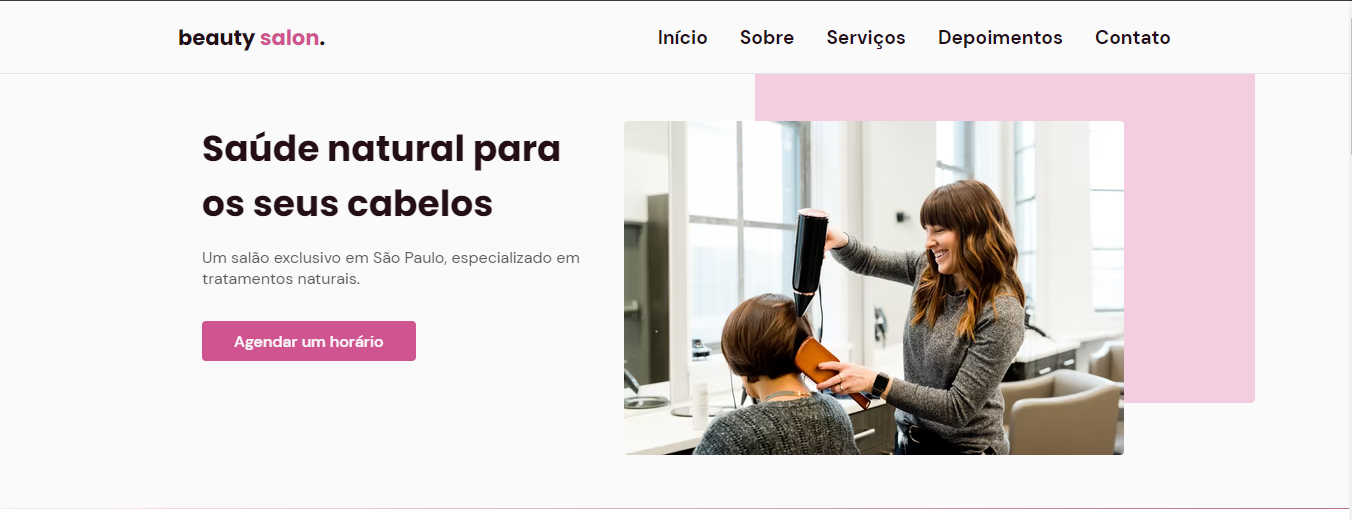 beauty salon.
Início Sobre Serviços Depoimentos Contato
Saúde natural para
os seus cabelos
Um salão exclusivo em São Paulo, especializado em
tratamentos naturais.
Agendar um horário